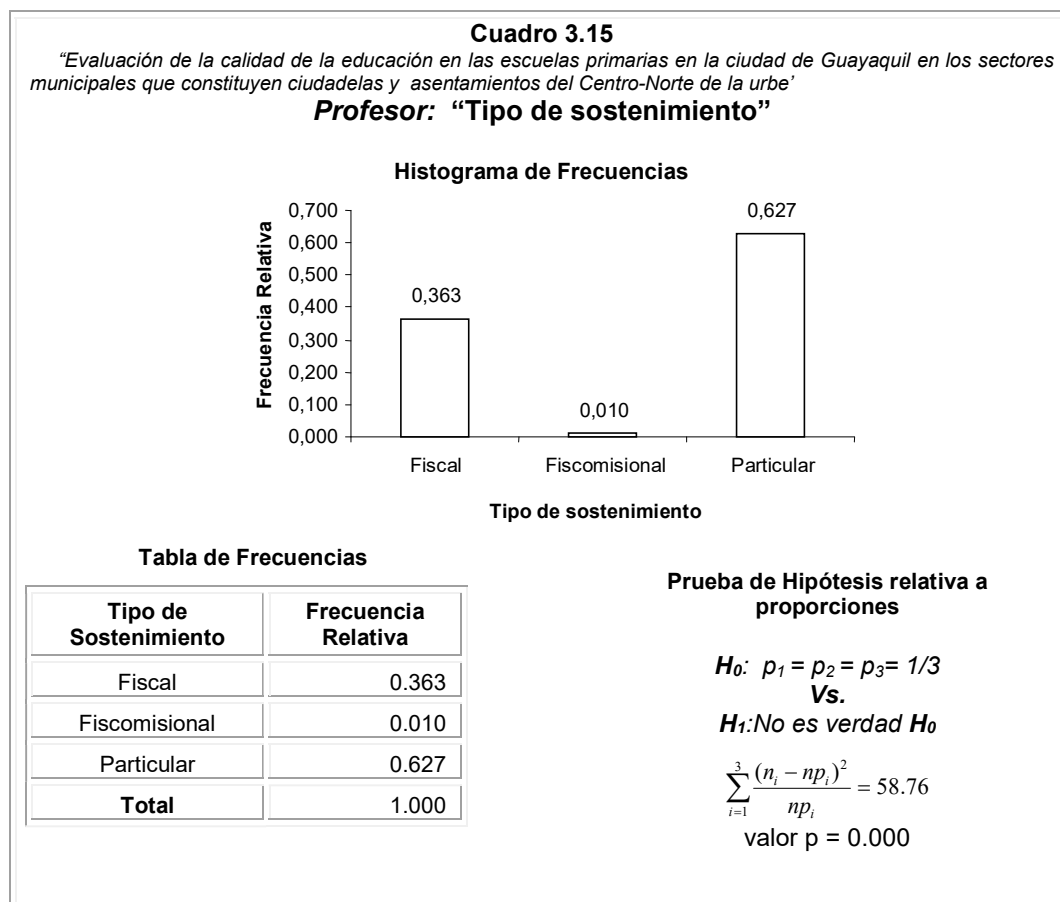 Cuadro 3.15
“Evaluación de la calidad de la educación en las escuelas primarias en la ciudad de Guayaquil en los sectores
municipales que constituyen ciudadelas y asentamientos del Centro-Norte de la urbe’
Profesor: “Tipo de sostenimiento”
Histograma de Frecuencias
Frecuencia Relativa
0,700
0,600
0,500
0,400
0,300
0,200
0,100
0,000
0,363
0,010
0,627
Fiscal Fiscomisional Particular
Tipo de sostenimiento
Tabla de Frecuencias
Tipo de Sostenimiento Frecuencia Relativa
Fiscal 0.363
Fiscomisional 0.010
Particular 0.627
Total 1.000
Prueba de Hipótesis relativa a
proporciones
H₀: p₁ = p₂ = p₃= 1/3
Vs.
H₁:No es verdad H₀
∑_{i=1}^{3} (n_i − np_i)² / np_i = 58.76
valor p = 0.000